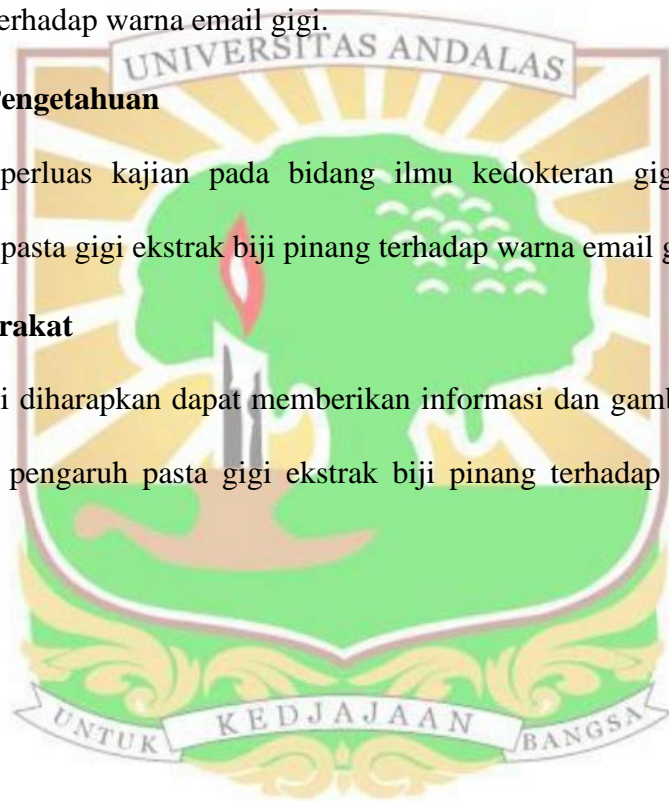 terhadap warna email gigi.
UNIVERSITAS ANDALAS
Pengetahuan
perluas kajian pada bidang ilmu kedokteran gig
pasta gigi ekstrak biji pinang terhadap warna email g
rakat
i diharapkan dapat memberikan informasi dan gamb
pengaruh pasta gigi ekstrak biji pinang terhadap
UNTUK KEDJAJAAN BANGSA